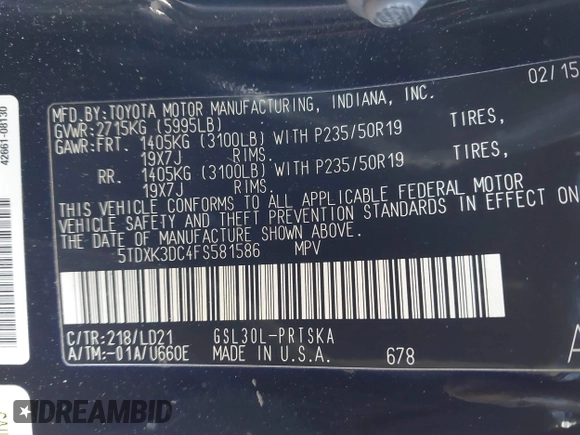 02/15
MFD.BY:TOYOTA MOTOR MANUFACTURING, INDIANA, INC.
GVWR:2715KG (5995LB)
GAWR:FRT. 1405KG (3100LB) WITH P235/50R19 TIRES,
19X7J RIMS.
RR. 1405KG (3100LB) WITH P235/50R19 TIRES,
19X7J RIMS.
THIS VEHICLE CONFORMS TO ALL APPLICABLE FEDERAL MOTOR
VEHICLE SAFETY AND THEFT PREVENTION STANDARDS IN EFFECT ON
THE DATE OF MANUFACTURE SHOWN ABOVE.
5TDXK3DC4FS581586 MPV
C/TR:218/LD21 GSL30L-PRTSKA
A/TM:-01A/U660E MADE IN U.S.A. 678
42661-08130
IDREAMBID